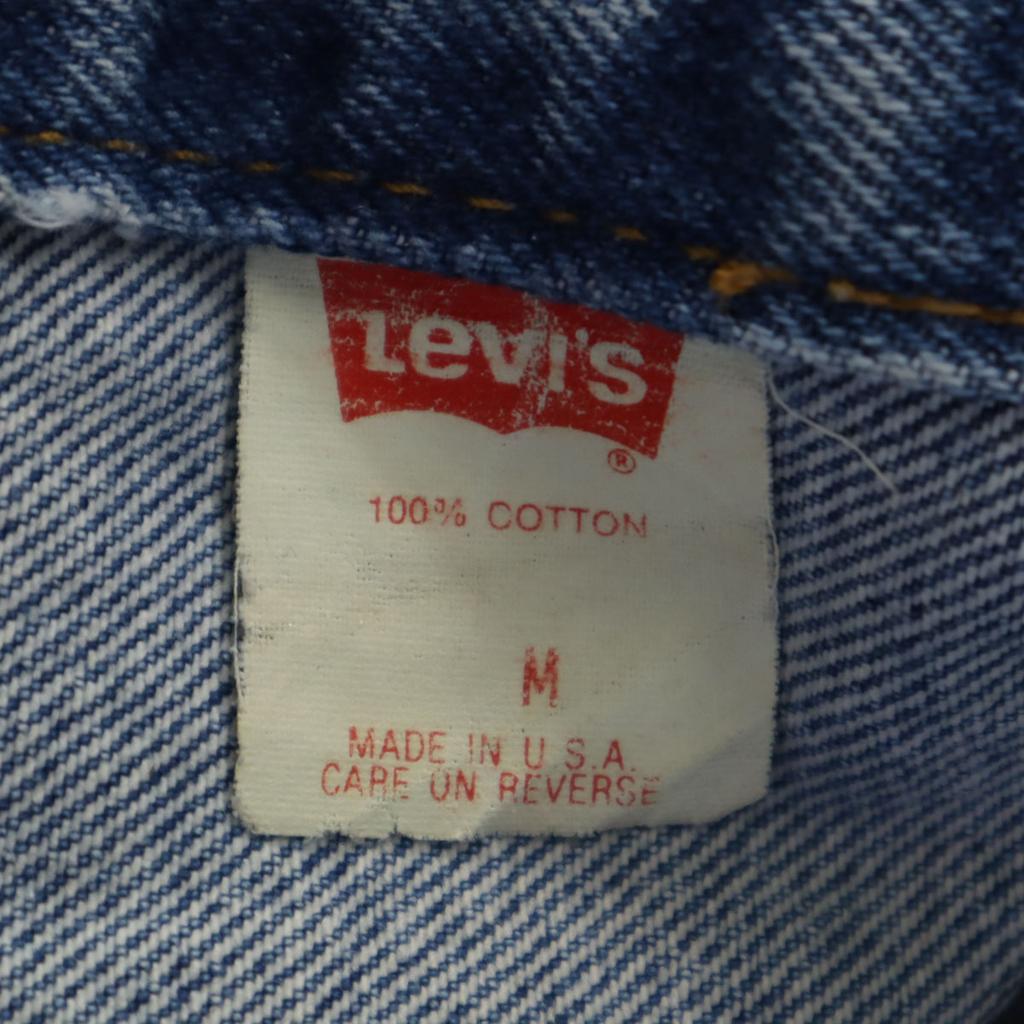 Levi's
®
100% COTTON
M
MADE IN U.S.A.
CARE ON REVERSE